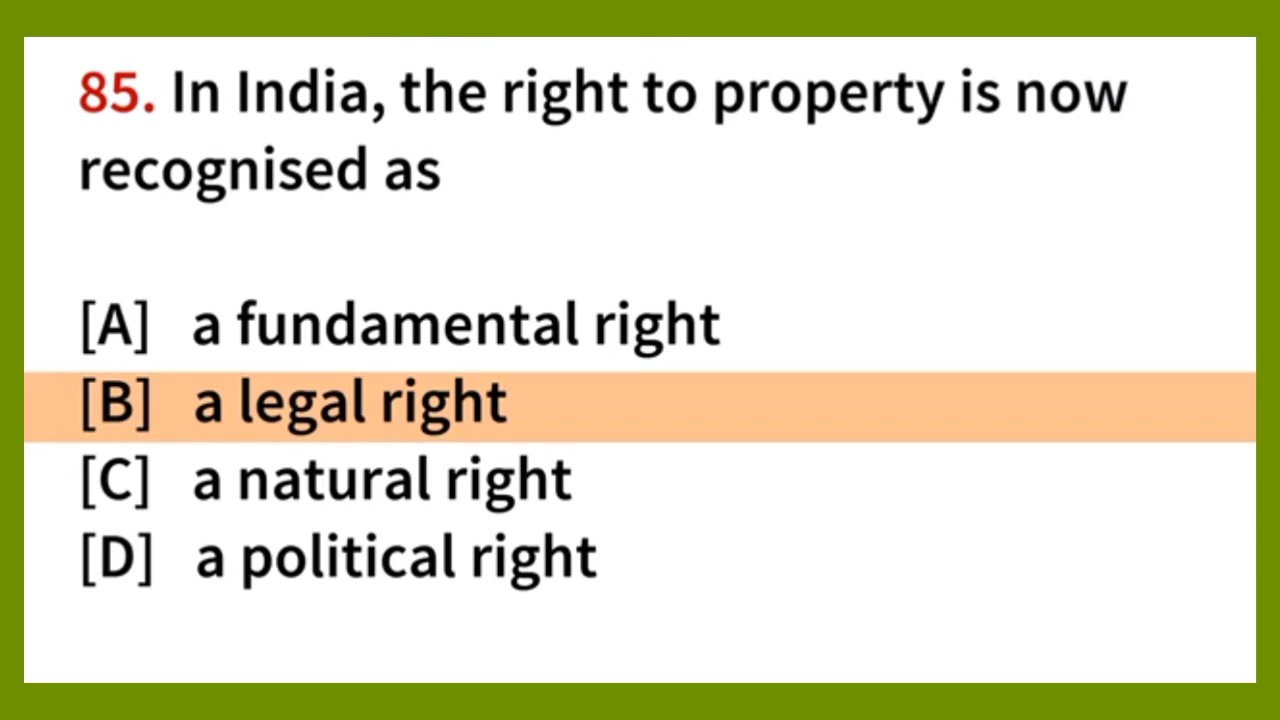 85. In India, the right to property is now
recognised as
[A] a fundamental right
[B] a legal right
[C] a natural right
[D] a political right